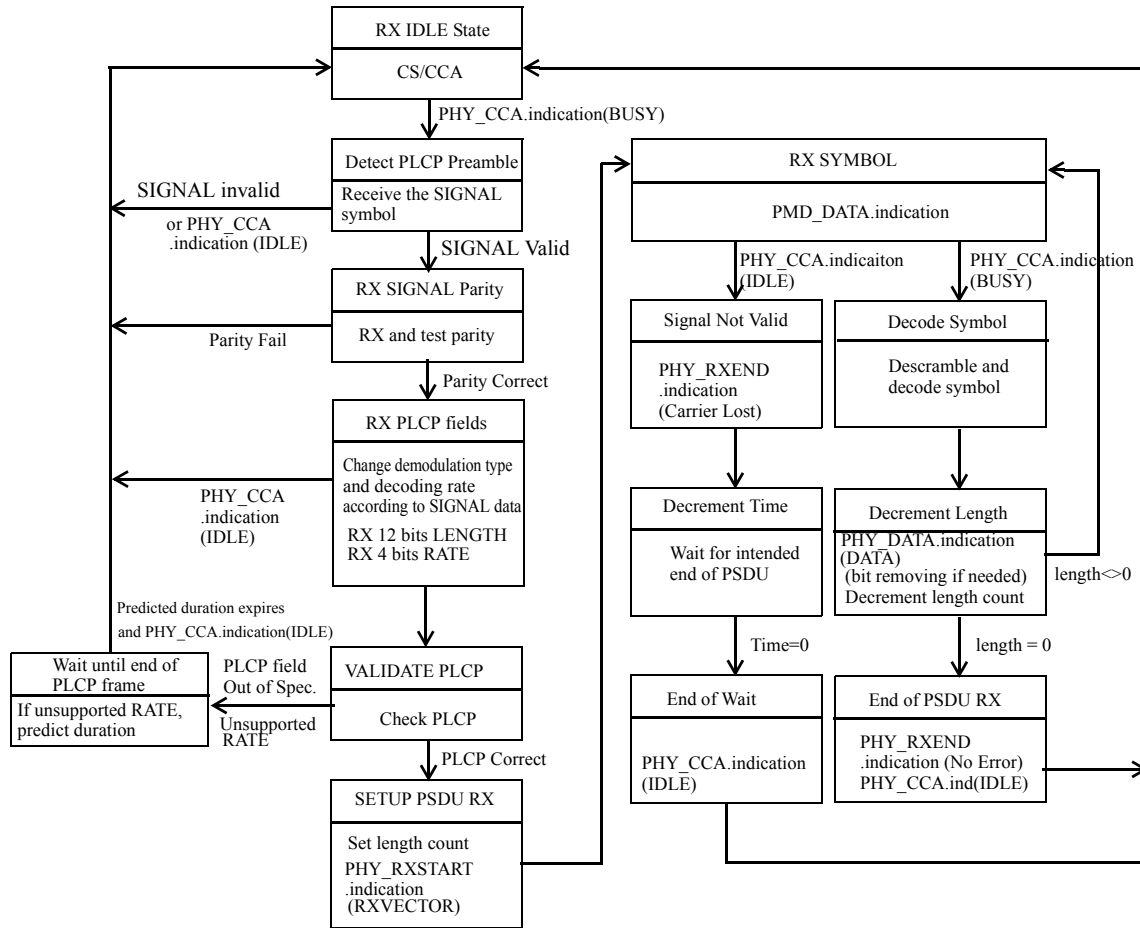 RX IDLE State
CS/CCA
PHY_CCA.indication(BUSY)
Detect PLCP Preamble
Receive the SIGNAL
symbol
SIGNAL invalid
or PHY_CCA
.indication (IDLE)
SIGNAL Valid
RX SIGNAL Parity
RX and test parity
Parity Fail
Parity Correct
RX PLCP fields
Change demodulation type
and decoding rate
according to SIGNAL data
RX 12 bits LENGTH
RX 4 bits RATE
PHY_CCA
.indication
(IDLE)
Predicted duration expires
and PHY_CCA.indication(IDLE)
Wait until end of
PLCP frame
If unsupported RATE,
predict duration
PLCP field
Out of Spec.
Unsupported
RATE
VALIDATE PLCP
Check PLCP
PLCP Correct
SETUP PSDU RX
Set length count
PHY_RXSTART
.indication
(RXVECTOR)
RX SYMBOL
PMD_DATA.indication
PHY_CCA.indicaiton
(IDLE)
PHY_CCA.indication
(BUSY)
Signal Not Valid
PHY_RXEND
.indication
(Carrier Lost)
Decode Symbol
Descramble and
decode symbol
Decrement Time
Wait for intended
end of PSDU
Decrement Length
PHY_DATA.indication
(DATA)
(bit removing if needed)
Decrement length count
length<>0
Time=0
length = 0
End of Wait
PHY_CCA.indication
(IDLE)
End of PSDU RX
PHY_RXEND
.indication (No Error)
PHY_CCA.ind(IDLE)